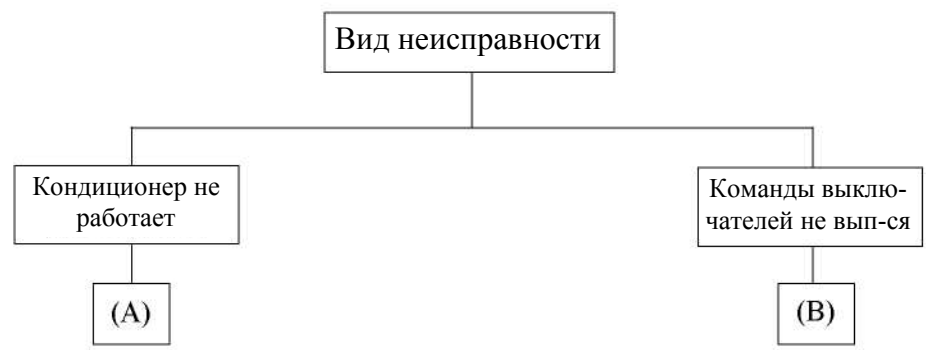 Вид неисправности
Кондиционер не
работает
Команды выклю-
чателей не вып-ся
(A)
(B)